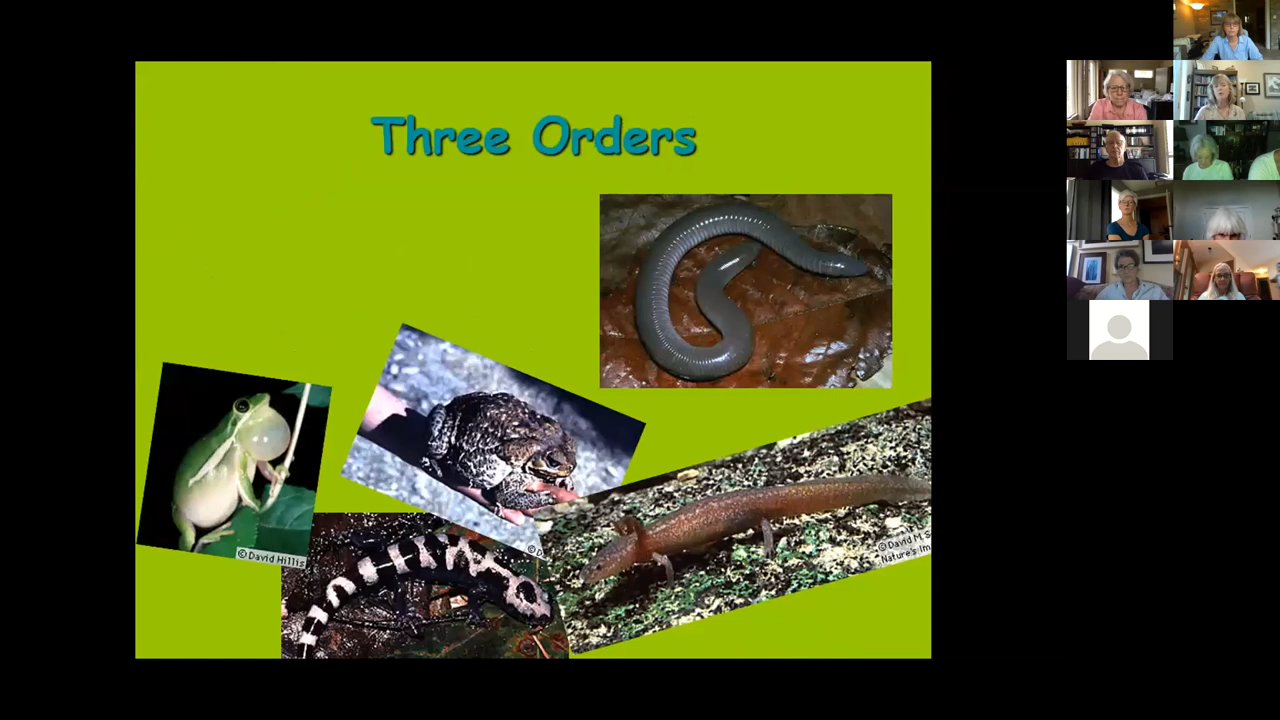 Three Orders
© David Hillis
© D
© David M. S
Nature's Im